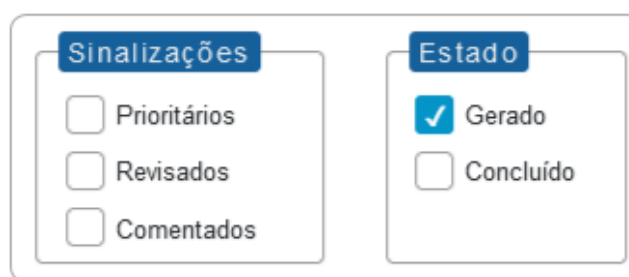 Sinalizações
Prioritários
Revisados
Comentados
Estado
Gerado
Concluído